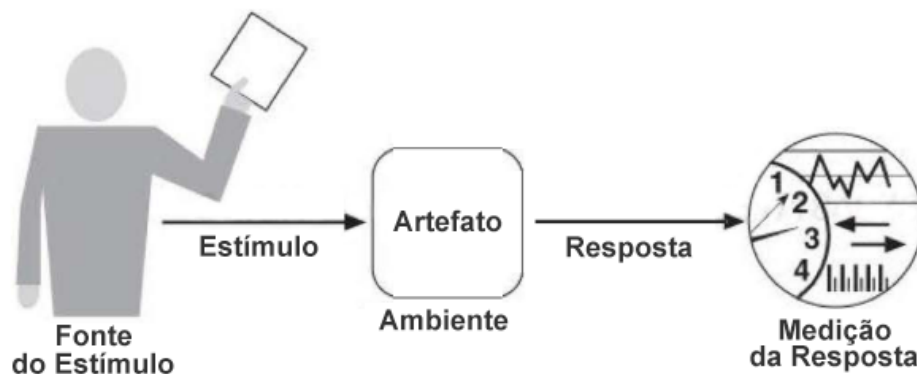 Estímulo
Artefato
Resposta
Ambiente
Fonte
do Estímulo
1
2
3
4
Medição
da Resposta